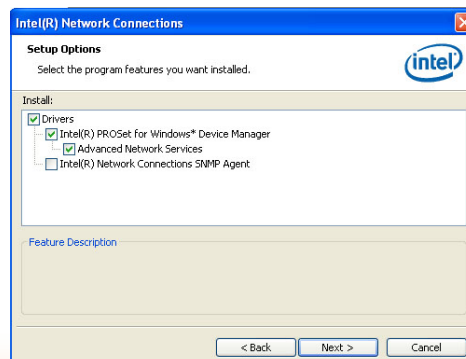 Intel(R) Network Connections
Setup Options
Select the program features you want installed.
intel
Install:
Drivers
Intel(R) PROSet for Windows* Device Manager
Advanced Network Services
Intel(R) Network Connections SNMP Agent
Feature Description
< Back
Next >
Cancel